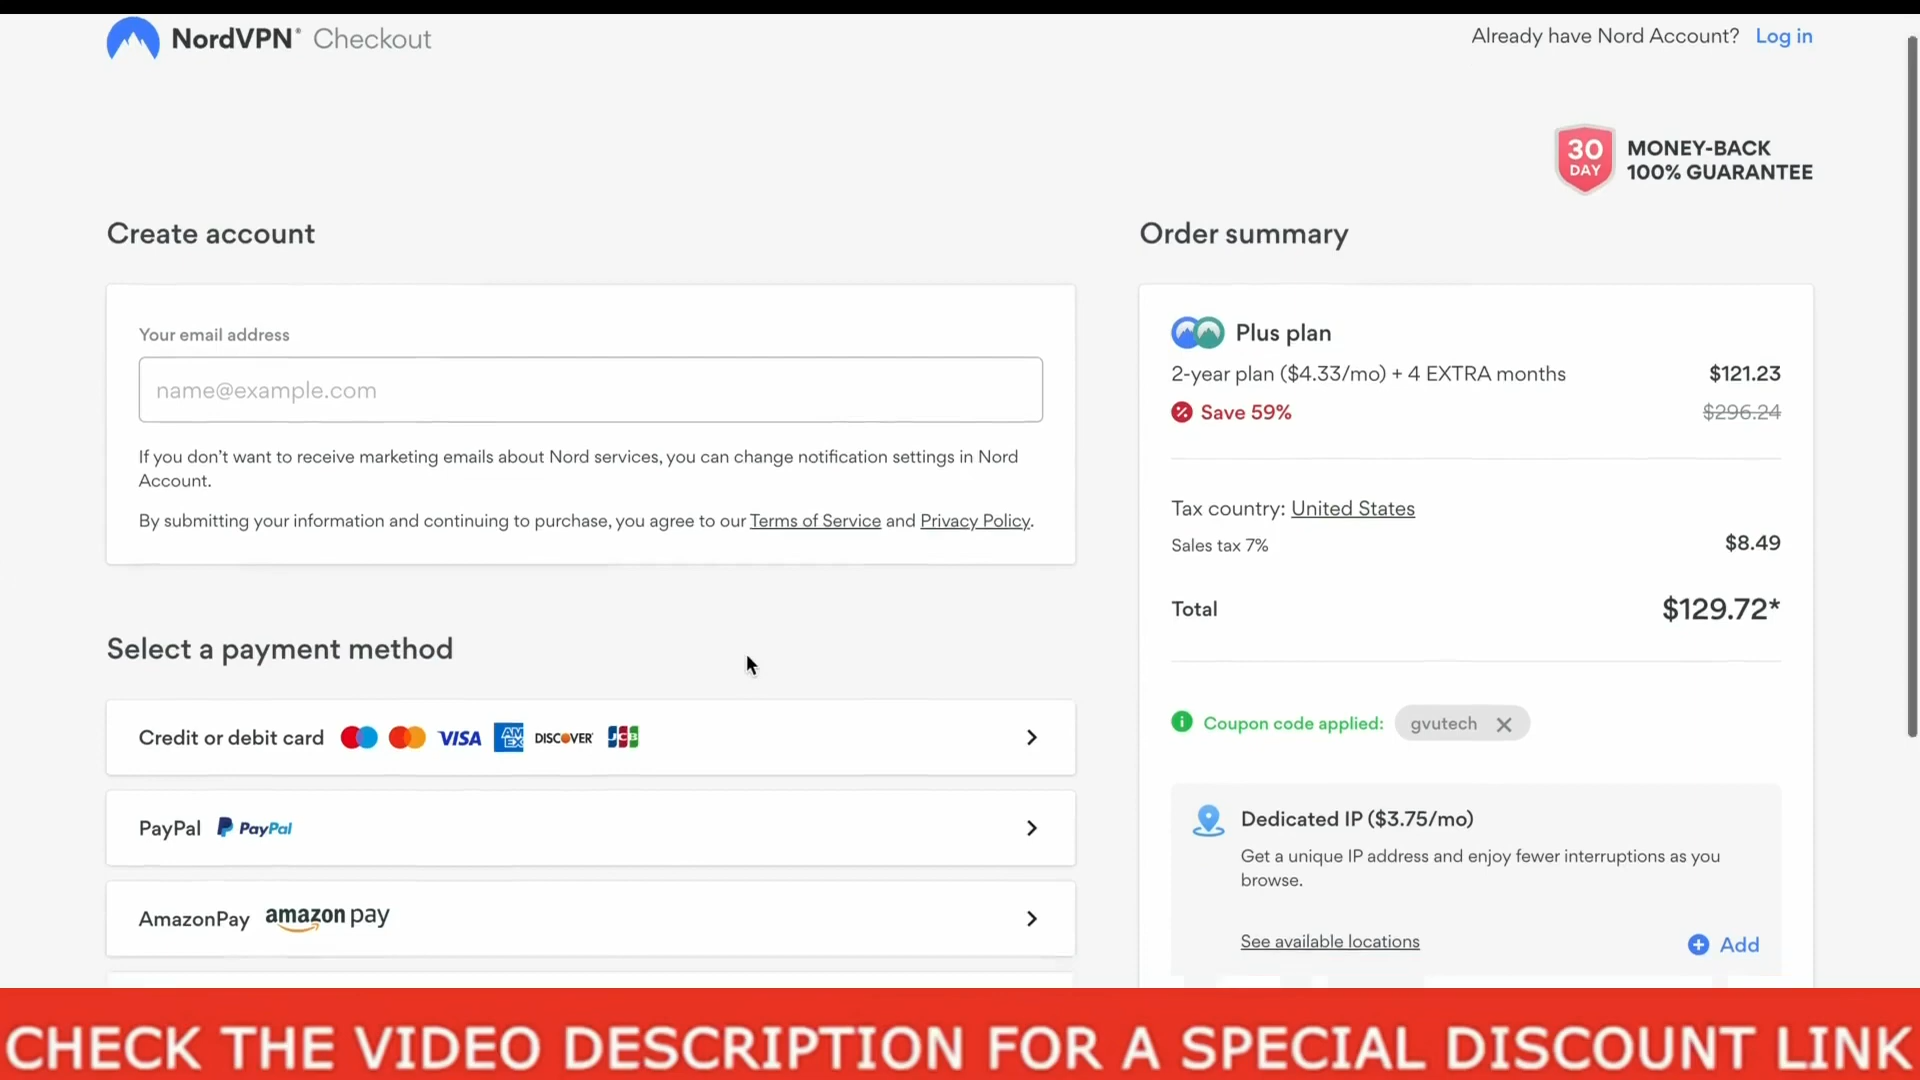 NordVPN® Checkout
Already have Nord Account? Log in
30 DAY
MONEY-BACK
100% GUARANTEE
Create account
Your email address
name@example.com
If you don't want to receive marketing emails about Nord services, you can change notification settings in Nord
Account.
By submitting your information and continuing to purchase, you agree to our Terms of Service and Privacy Policy.
Select a payment method
Credit or debit card VISA AM EX DISCOVER JCB
PayPal PayPal
AmazonPay amazon pay
Order summary
Plus plan
2-year plan ($4.33/mo) + 4 EXTRA months $121.23
Save 59% $296.24
Tax country: United States
Sales tax 7% $8.49
Total $129.72*
Coupon code applied: gvutech
Dedicated IP ($3.75/mo)
Get a unique IP address and enjoy fewer interruptions as you
browse.
See available locations Add
CHECK THE VIDEO DESCRIPTION FOR A SPECIAL DISCOUNT LINK